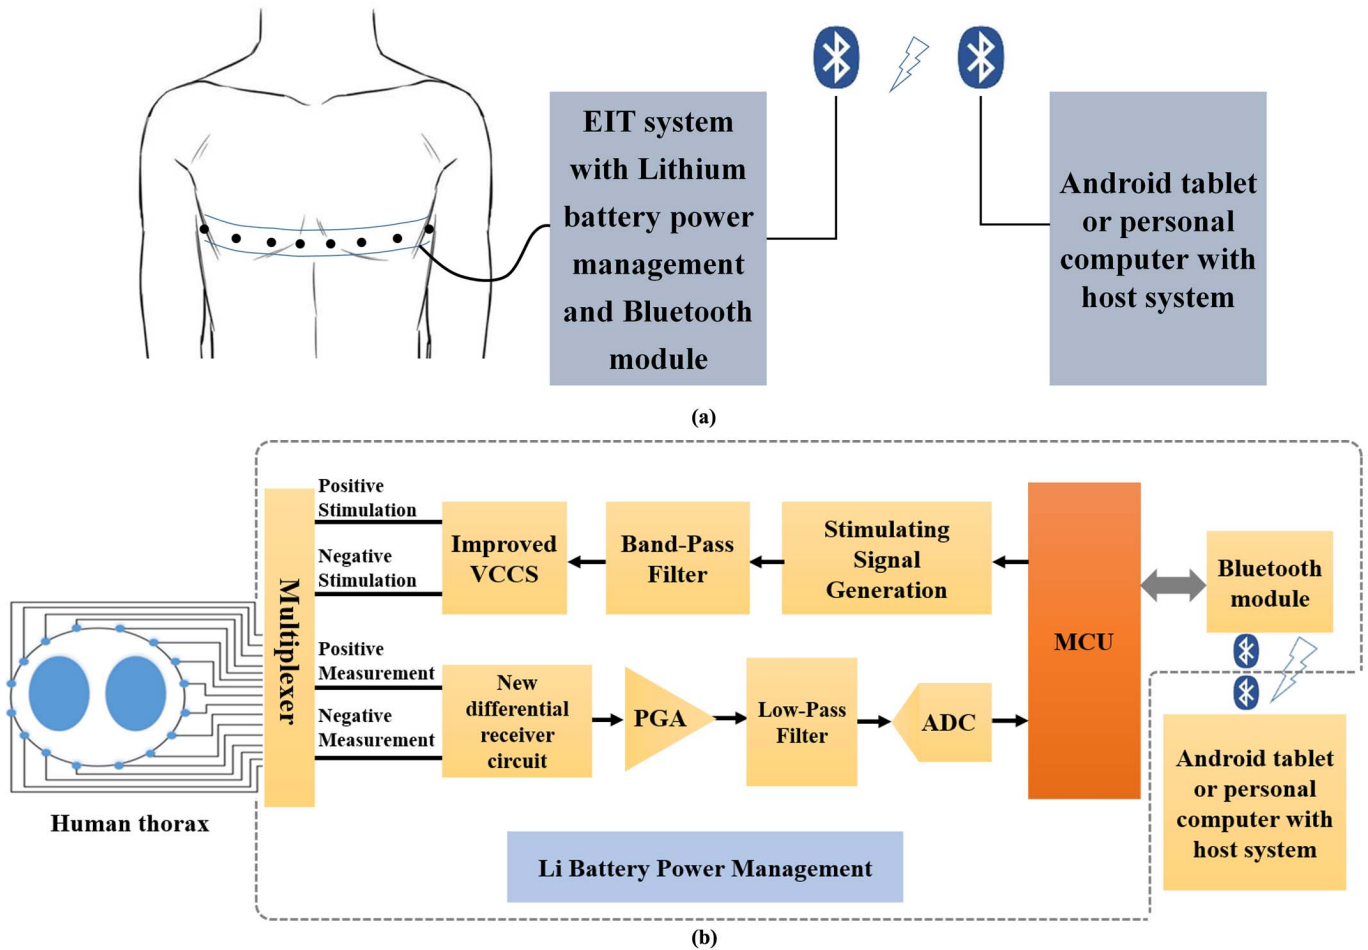 EIT system
with Lithium
battery power
management
and Bluetooth
module
Android tablet
or personal
computer with
host system
(a)
Positive
Stimulation
Negative
Stimulation
Improved
VCCS
Band-Pass
Filter
Stimulating
Signal
Generation
MCU
Bluetooth
module
Multiplexer
Positive
Measurement
Negative
Measurement
New
differential
receiver
circuit
PGA
Low-Pass
Filter
ADC
Android tablet
or personal
computer with
host system
Human thorax
Li Battery Power Management
(b)